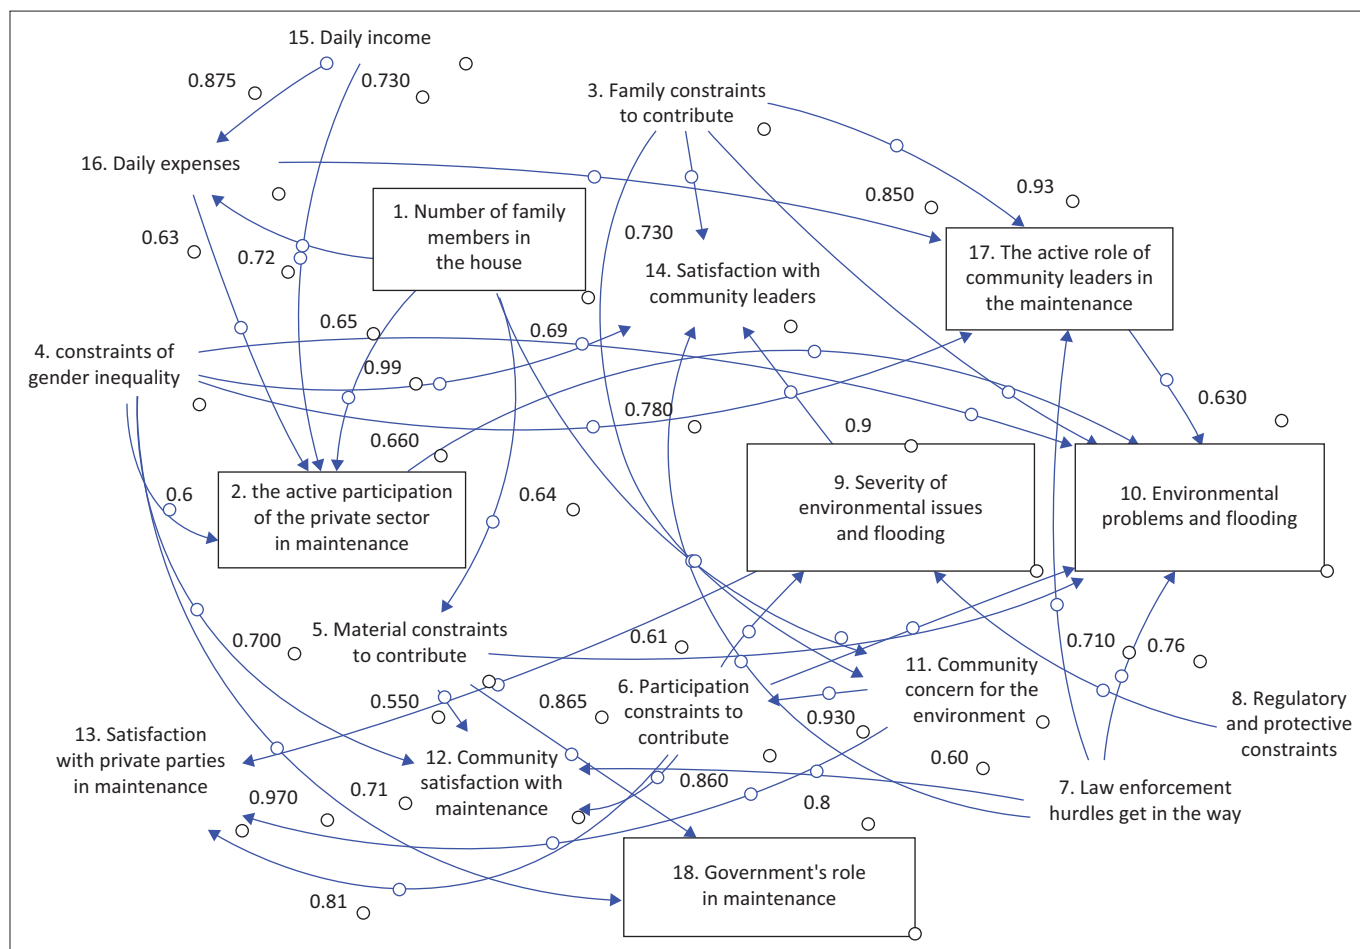 15. Daily income
0.875
0.730
3. Family constraints
to contribute
16. Daily expenses
0.850
0.93
1. Number of family
members in
the house
0.63
0.72
0.730
14. Satisfaction with
community leaders
17. The active role of
community leaders in
the maintenance
0.65
0.69
4. constraints of
gender inequality
0.99
0.780
0.630
0.660
0.9
2. the active participation
of the private sector
in maintenance
0.6
0.64
9. Severity of
environmental issues
and flooding
10. Environmental
problems and flooding
0.700
5. Material constraints
to contribute
0.61
0.710
0.76
11. Community
concern for the
environment
6. Participation
constraints to
contribute
0.550
0.865
0.930
8. Regulatory
and protective
constraints
13. Satisfaction
with private parties
in maintenance
12. Community
satisfaction with
maintenance
0.60
0.860
0.71
0.970
0.8
7. Law enforcement
hurdles get in the way
18. Government's role
in maintenance
0.81